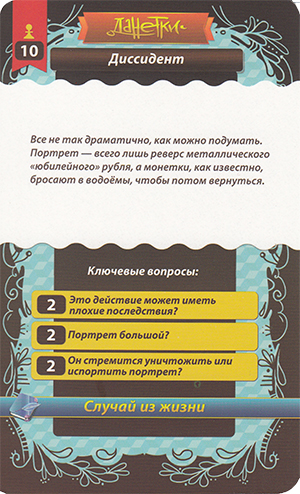 Данетки
10
Диссидент
Все не так драматично, как можно подумать.
Портрет — всего лишь реверс металлического
«юбилейного» рубля, а монетки, как известно,
бросают в водоёмы, чтобы потом вернуться.
Ключевые вопросы:
2 Это действие может иметь
плохие последствия?
2 Портрет большой?
2 Он стремится уничтожить или
испортить портрет?
Случай из жизни